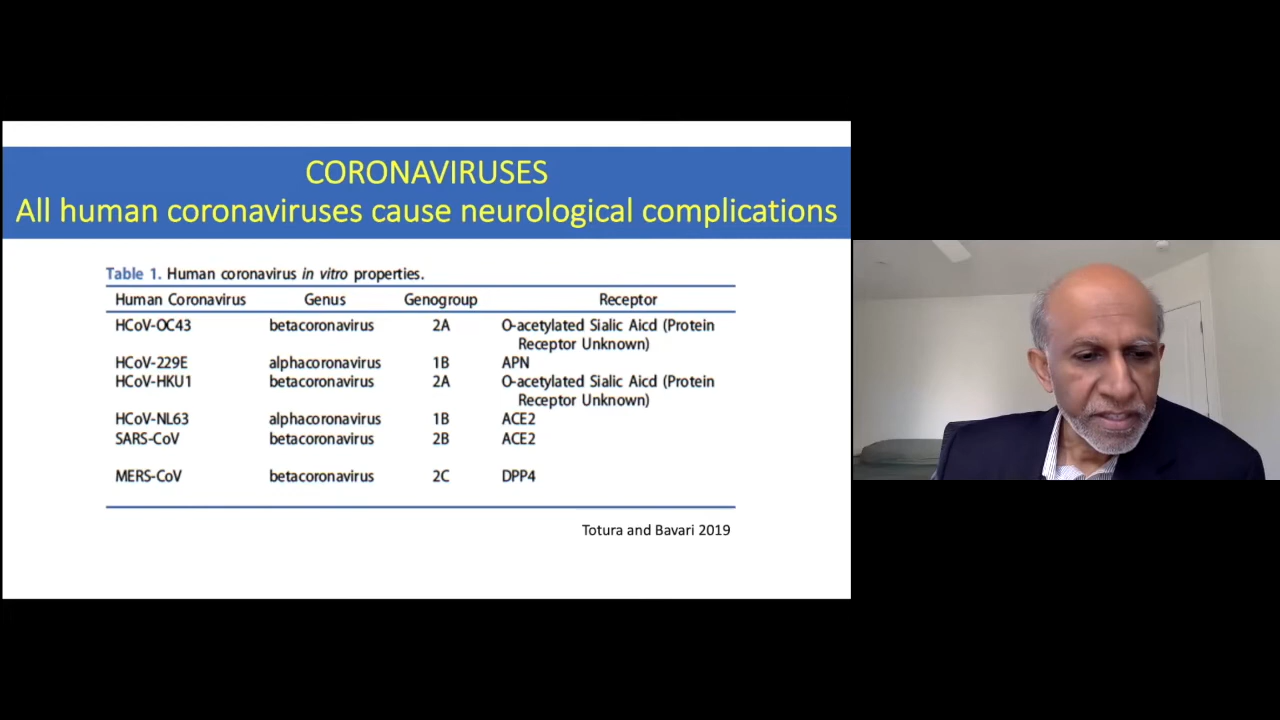 CORONAVIRUSES
All human coronaviruses cause neurological complications
Table 1. Human coronavirus in vitro properties.
Human Coronavirus Genus Genogroup Receptor
HCoV-OC43 betacoronavirus 2A O-acetylated Sialic Aicd (Protein
Receptor Unknown)
HCoV-229E alphacoronavirus 1B APN
HCoV-HKU1 betacoronavirus 2A O-acetylated Sialic Aicd (Protein
Receptor Unknown)
HCoV-NL63 alphacoronavirus 1B ACE2
SARS-CoV betacoronavirus 2B ACE2
MERS-CoV betacoronavirus 2C DPP4
Totura and Bavari 2019